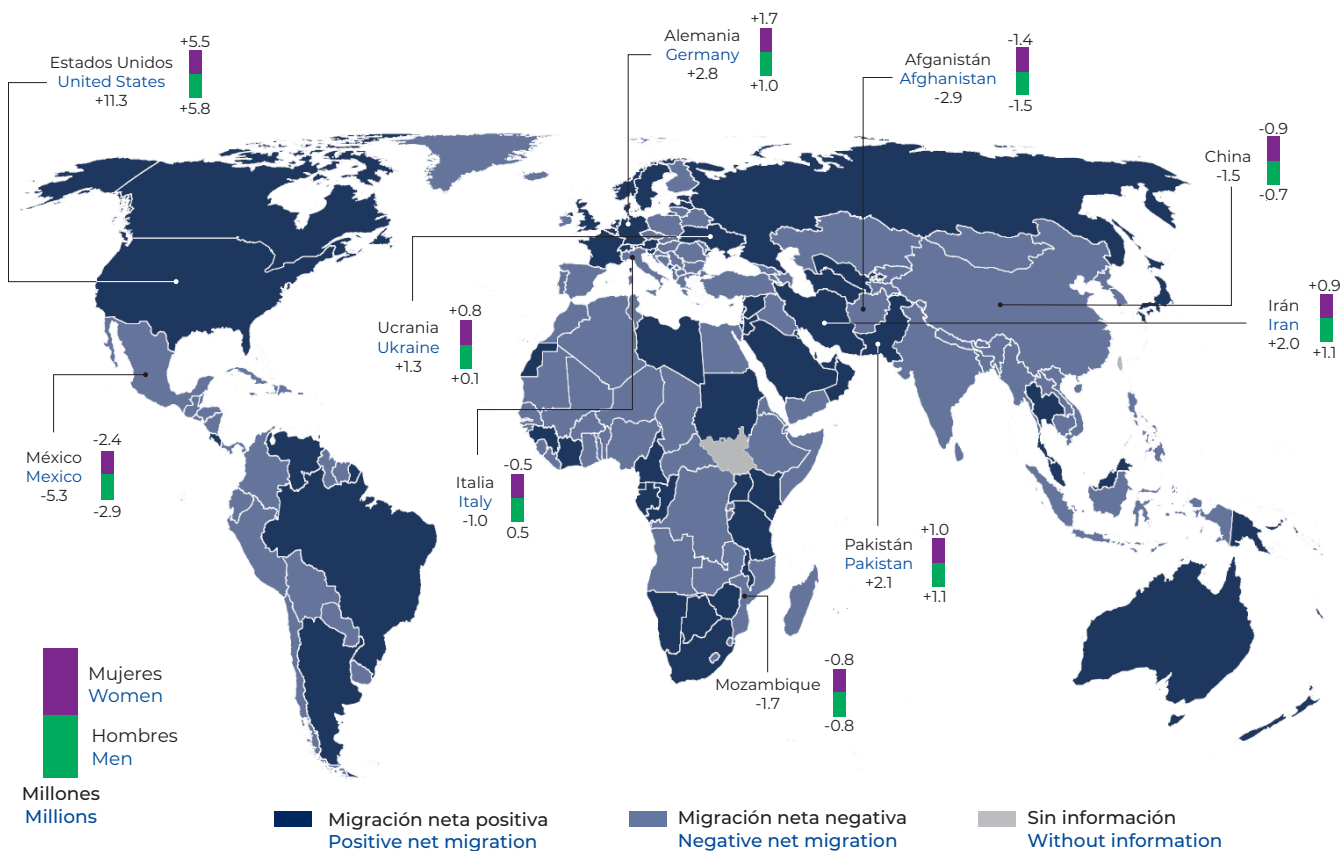 Estados Unidos
United States
+11.3
+5.5
+5.8
Alemania
Germany
+2.8
+1.7
+1.0
Afganistán
Afghanistan
-2.9
-1.4
-1.5
China
-1.5
-0.9
-0.7
Ucrania
Ukraine
+1.3
+0.8
+0.1
Irán
Iran
+2.0
+0.9
+1.1
México
Mexico
-5.3
-2.4
-2.9
Italia
Italy
-1.0
-0.5
0.5
Pakistán
Pakistan
+2.1
+1.0
+1.1
Mozambique
-1.7
-0.8
-0.8
Mujeres
Women
Hombres
Men
Millones
Millions
Migración neta positiva
Positive net migration
Migración neta negativa
Negative net migration
Sin información
Without information